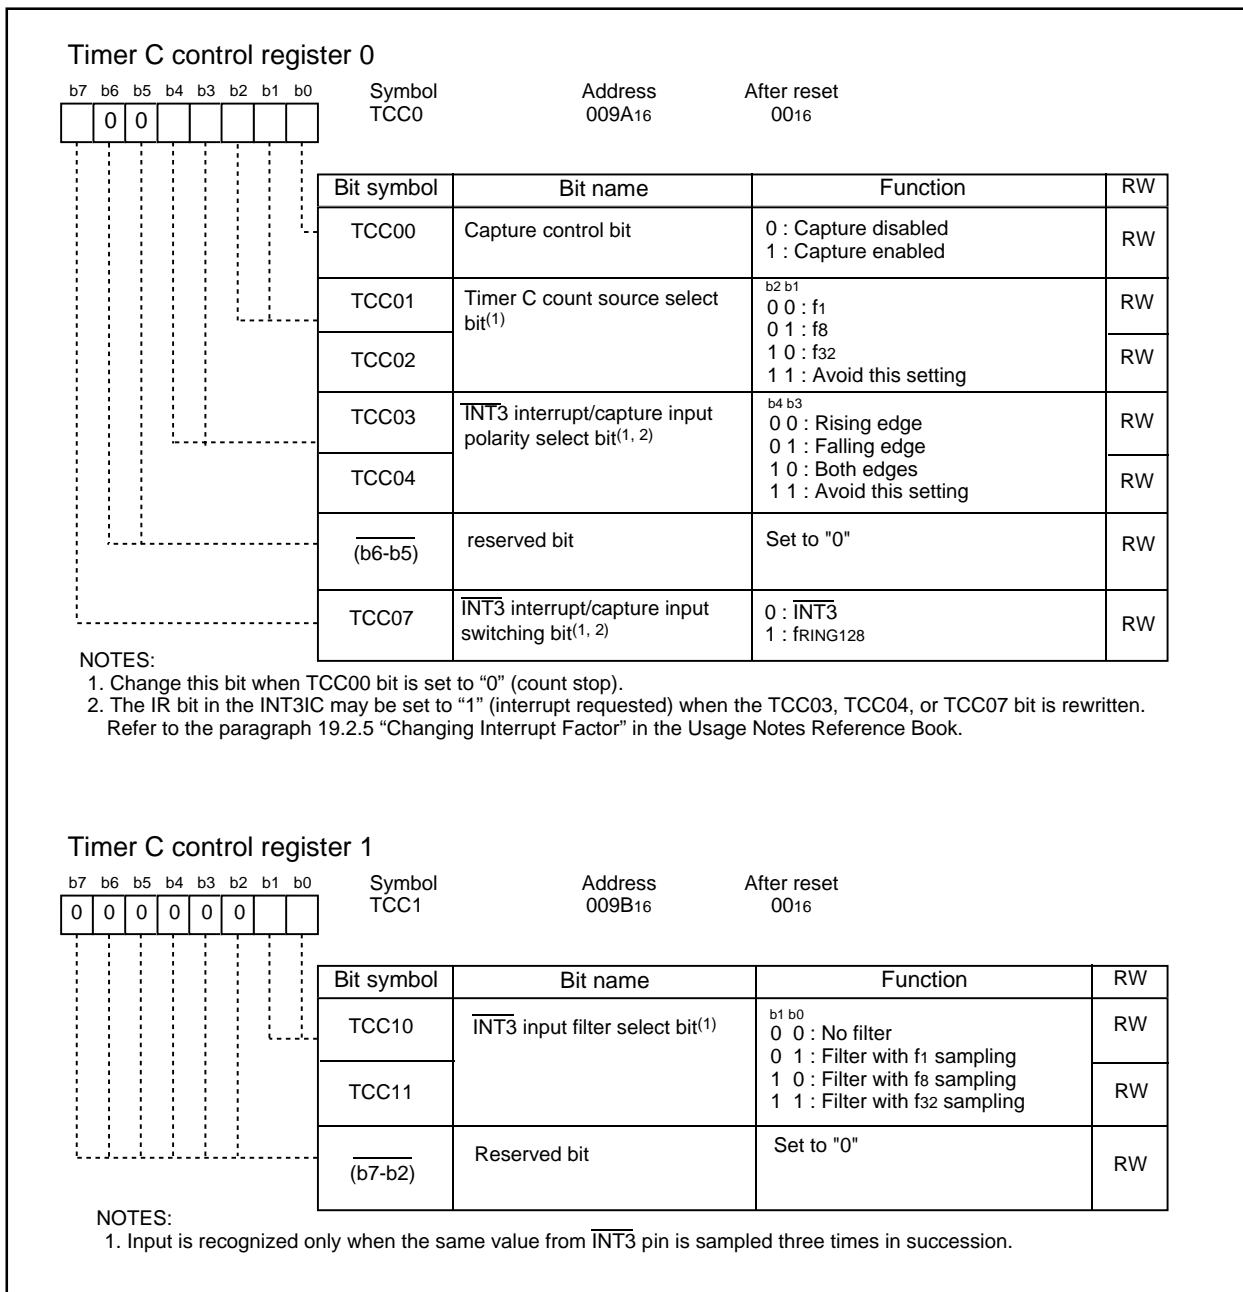 Timer C control register 0
b7 b6 b5 b4 b3 b2 b1 b0
Symbol Address After reset
TCC0 009A16 0016
0 0
Bit symbol Bit name Function RW
TCC00 Capture control bit 0 : Capture disabled RW
1 : Capture enabled
TCC01 Timer C count source select bit(1) b2 b1 RW
0 0 : f1
0 1 : f8
TCC02 1 0 : f32 RW
1 1 : Avoid this setting
TCC03 INT3 interrupt/capture input polarity select bit(1, 2) b4 b3 RW
0 0 : Rising edge
0 1 : Falling edge
TCC04 1 0 : Both edges RW
1 1 : Avoid this setting
(b6-b5) reserved bit Set to "0" RW
TCC07 INT3 interrupt/capture input switching bit(1, 2) 0 : INT3 RW
1 : fRING128
NOTES:
1. Change this bit when TCC00 bit is set to “0” (count stop).
2. The IR bit in the INT3IC may be set to “1” (interrupt requested) when the TCC03, TCC04, or TCC07 bit is rewritten.
Refer to the paragraph 19.2.5 “Changing Interrupt Factor” in the Usage Notes Reference Book.
Timer C control register 1
b7 b6 b5 b4 b3 b2 b1 b0
Symbol Address After reset
TCC1 009B16 0016
0 0 0 0 0 0
Bit symbol Bit name Function RW
TCC10 INT3 input filter select bit(1) b1 b0 RW
0 0 : No filter
0 1 : Filter with f1 sampling
TCC11 1 0 : Filter with f8 sampling RW
1 1 : Filter with f32 sampling
(b7-b2) Reserved bit Set to "0" RW
NOTES:
1. Input is recognized only when the same value from INT3 pin is sampled three times in succession.